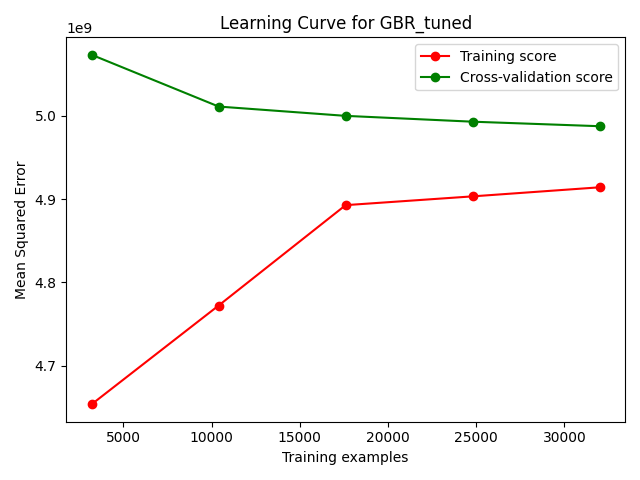 Learning Curve for GBR_tuned
1e9
Training score
Cross-validation score
5.0
4.9
4.8
4.7
Mean Squared Error
5000
10000
15000
20000
25000
30000
Training examples